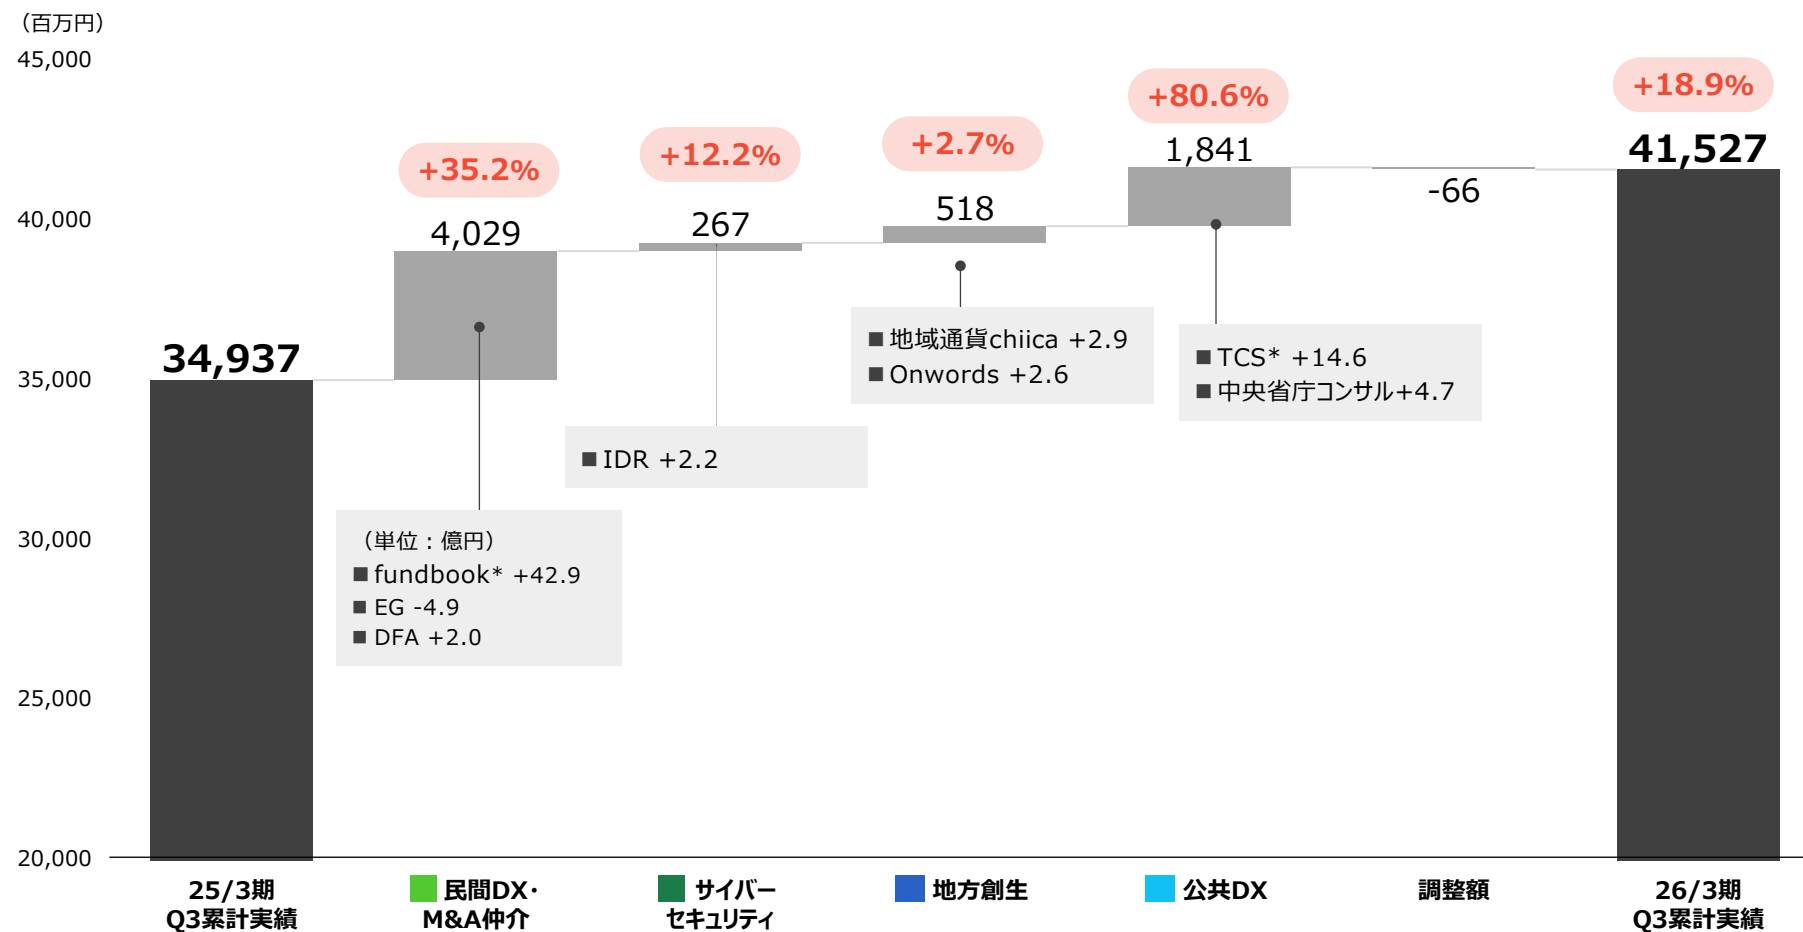 （百万円）
45,000
40,000
35,000
30,000
25,000
20,000
34,937
+35.2%
4,029
+12.2%
267
+2.7%
518
+80.6%
1,841
-66
+18.9%
41,527
（単位：億円）
■ fundbook* +42.9
■ EG -4.9
■ DFA +2.0
■ IDR +2.2
■ 地域通貨chiica +2.9
■ Onwords +2.6
■ TCS* +14.6
■ 中央省庁コンサル+4.7
25/3期
Q3累計実績
民間DX・
M&A仲介
サイバー
セキュリティ
地方創生
公共DX
調整額
26/3期
Q3累計実績